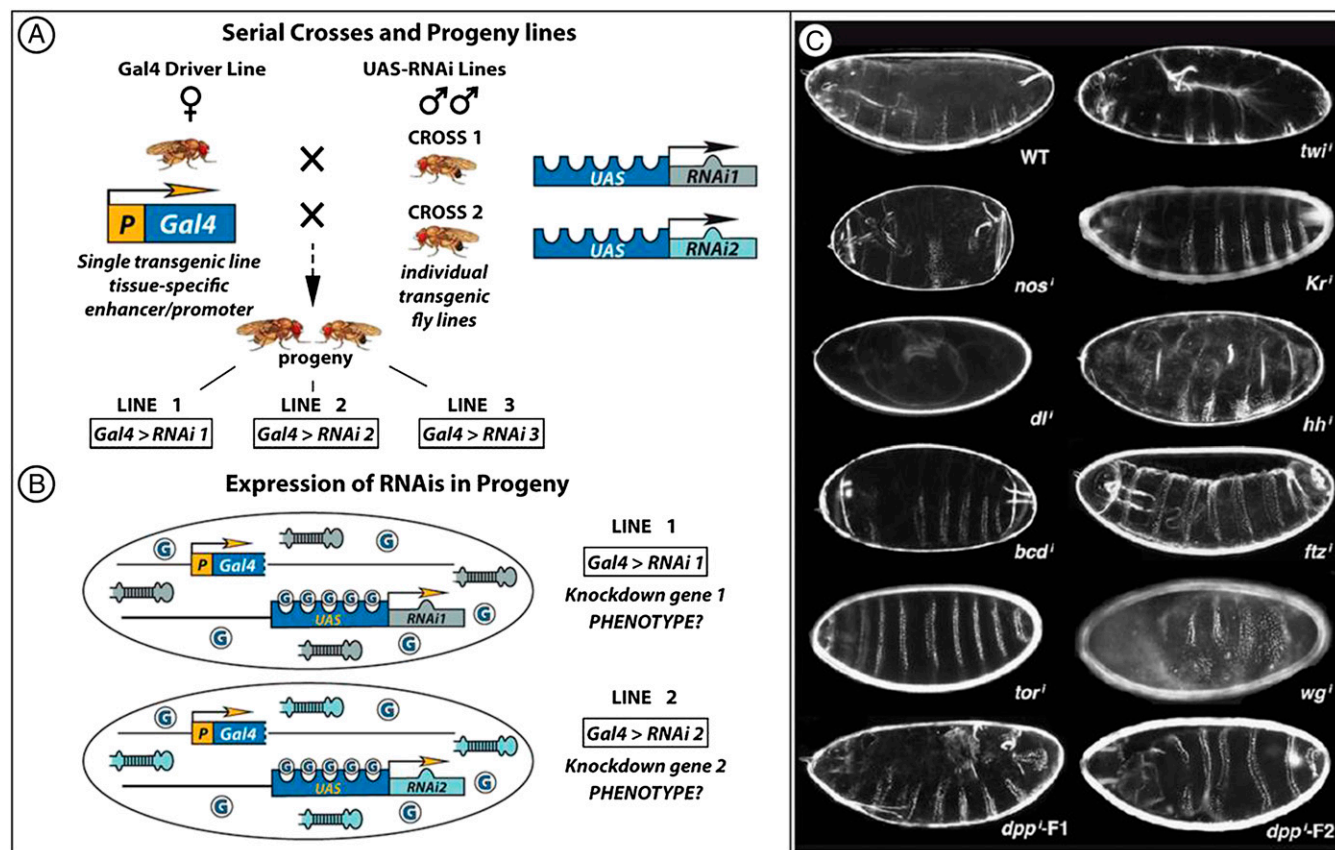 A
Serial Crosses and Progeny lines
Gal4 Driver Line
UAS-RNAi Lines
♀
♂♂
CROSS 1
×
UAS
RNAi1
P
Gal4
CROSS 2
×
UAS
RNAi2
Single transgenic line
tissue-specific
enhancer/promoter
individual
transgenic
fly lines
progeny
LINE 1
LINE 2
LINE 3
Gal4 > RNAi 1
Gal4 > RNAi 2
Gal4 > RNAi 3
B
Expression of RNAis in Progeny
G
G
P
Gal4
G G G G G
UAS
RNAi1
G
G
G
LINE 1
Gal4 > RNAi 1
Knockdown gene 1
PHENOTYPE?
G
G
P
Gal4
G G G G G
UAS
RNAi2
G
G
G
LINE 2
Gal4 > RNAi 2
Knockdown gene 2
PHENOTYPE?
C
WT
twi i
nos i
Kr i
dl i
hh i
bcd i
ftz i
tor i
wg i
dpp i-F1
dpp i-F2